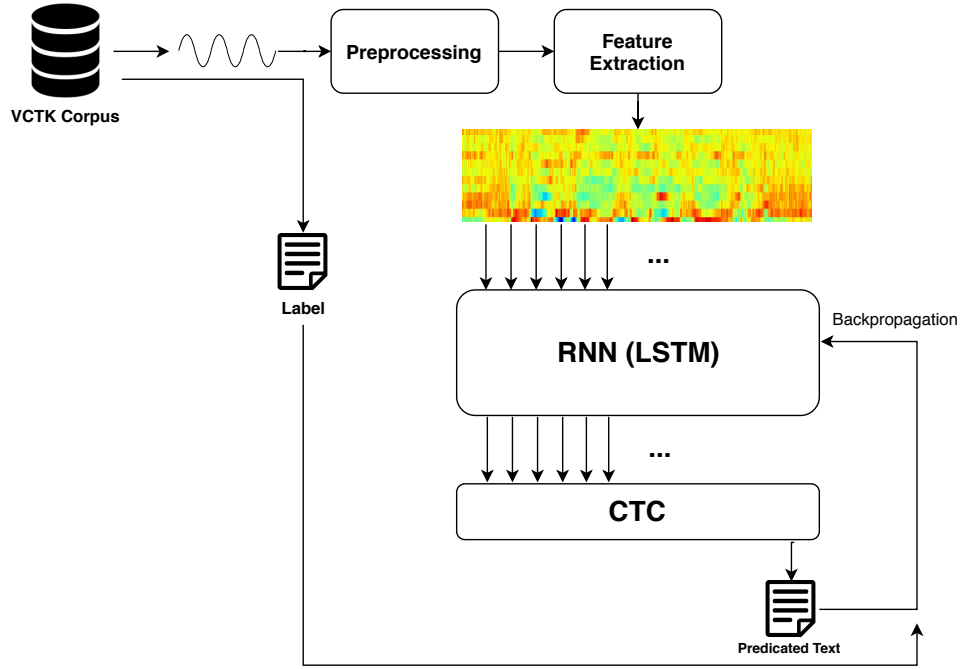 Preprocessing
Feature
Extraction
VCTK Corpus
...
Label
Backpropagation
RNN (LSTM)
...
CTC
Predicated Text